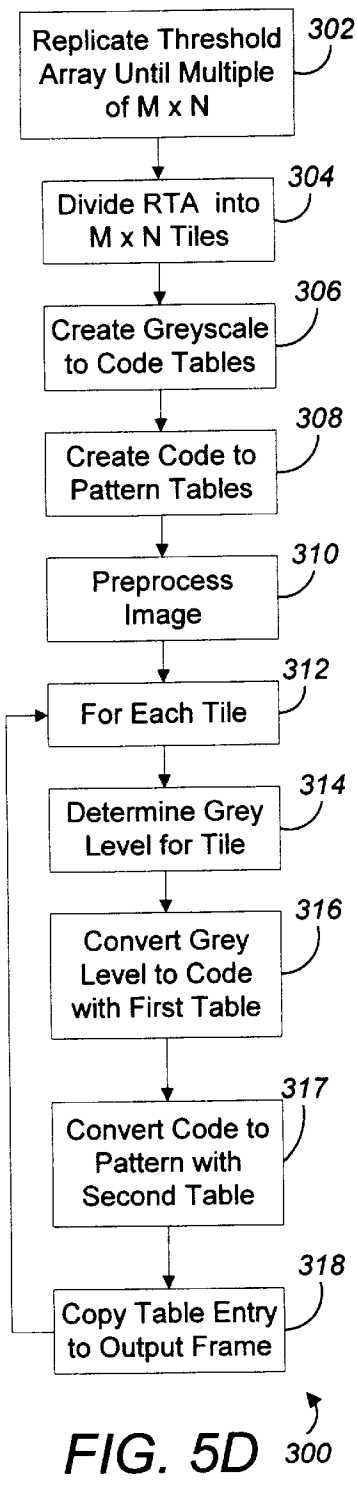 302
Replicate Threshold
Array Until Multiple
of M x N
304
Divide RTA into
M x N Tiles
306
Create Greyscale
to Code Tables
308
Create Code to
Pattern Tables
310
Preprocess
Image
312
For Each Tile
314
Determine Grey
Level for Tile
316
Convert Grey
Level to Code
with First Table
317
Convert Code to
Pattern with
Second Table
318
Copy Table Entry
to Output Frame
FIG. 5D 300